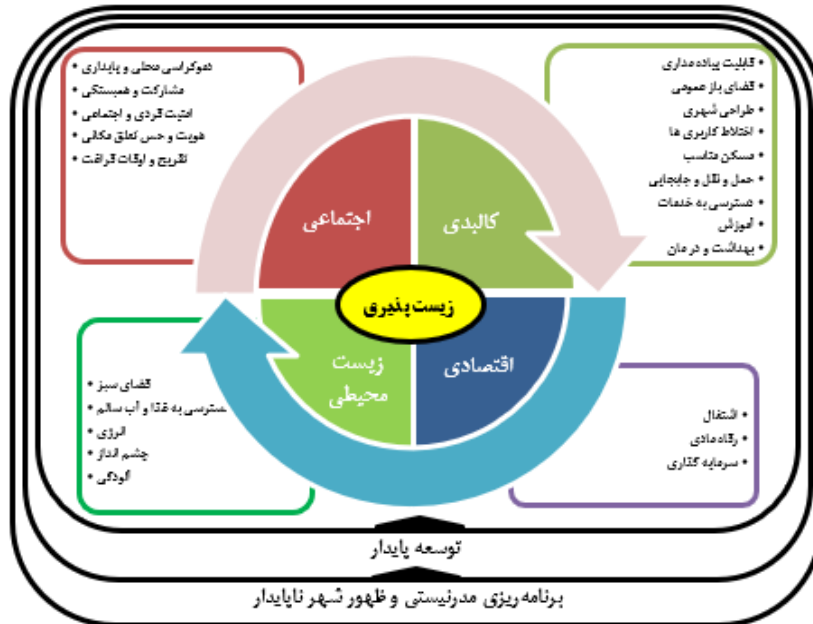 • قابلیت پیاده مداری
• فضای باز عمومی
• طراحی شهری
• اختلاط کاربری ها
• مسکن متاسب
• حمل و نقل و جابجایی
• دسترسی به خدمات
• آموزش
• بهداشت و درمان
• دموکراسی محلی و پایداری
• مشارکت و همبستگی
• امنیت فردی و اجتماعی
• هویت و حس تعلق مکانی
• تفریح و اوقات فراغت
کالبدی
اجتماعی
زیست‌پذیری
اقتصادی
زیست
محیطی
• اشتغال
• رفاه مادی
• سرمایه گذاری
• فضای سبز
• سترسی به غذا و آب سالم
• انرژی
• چشم انداز
• آلودگی
توسعه پایدار
برنامه‌ریزی مدرنیستی و ظهور شهر ناپایدار